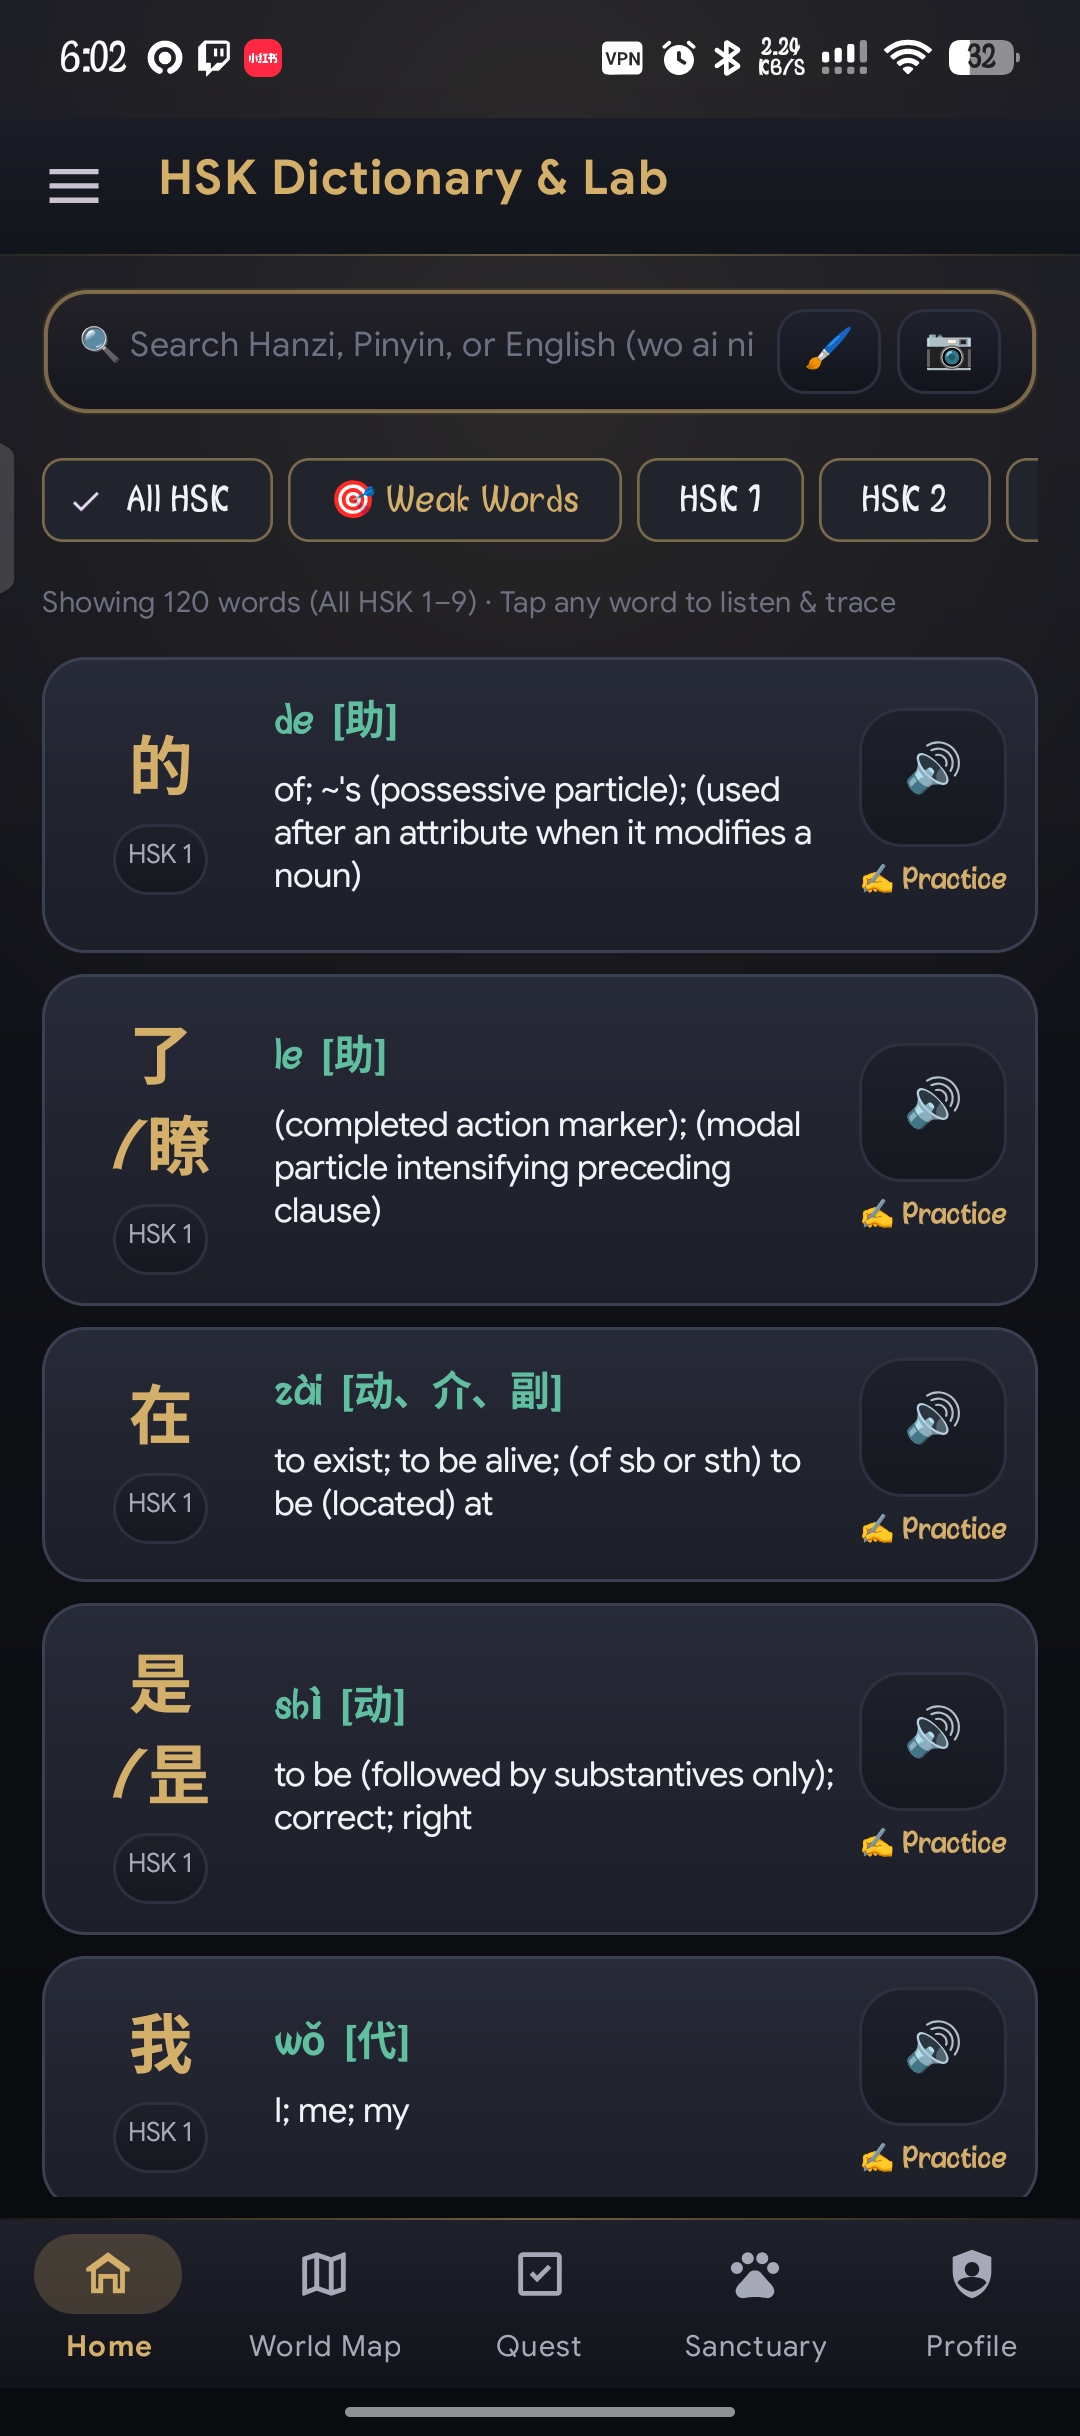 6:02
小红书
VPN
2.29
KB/S
32
HSK Dictionary & Lab
Search Hanzi, Pinyin, or English (wo ai ni
All HSK
Weak Words
HSK 1
HSK 2
Showing 120 words (All HSK 1–9) · Tap any word to listen & trace
的
HSK 1
de [助]
of; ~'s (possessive particle); (used
after an attribute when it modifies a
noun)
Practice
了
/瞭
HSK 1
le [助]
(completed action marker); (modal
particle intensifying preceding
clause)
Practice
在
HSK 1
zài [动、介、副]
to exist; to be alive; (of sb or sth) to
be (located) at
Practice
是
/昰
HSK 1
shì [动]
to be (followed by substantives only);
correct; right
Practice
我
HSK 1
wǒ [代]
I; me; my
Practice
Home
World Map
Quest
Sanctuary
Profile